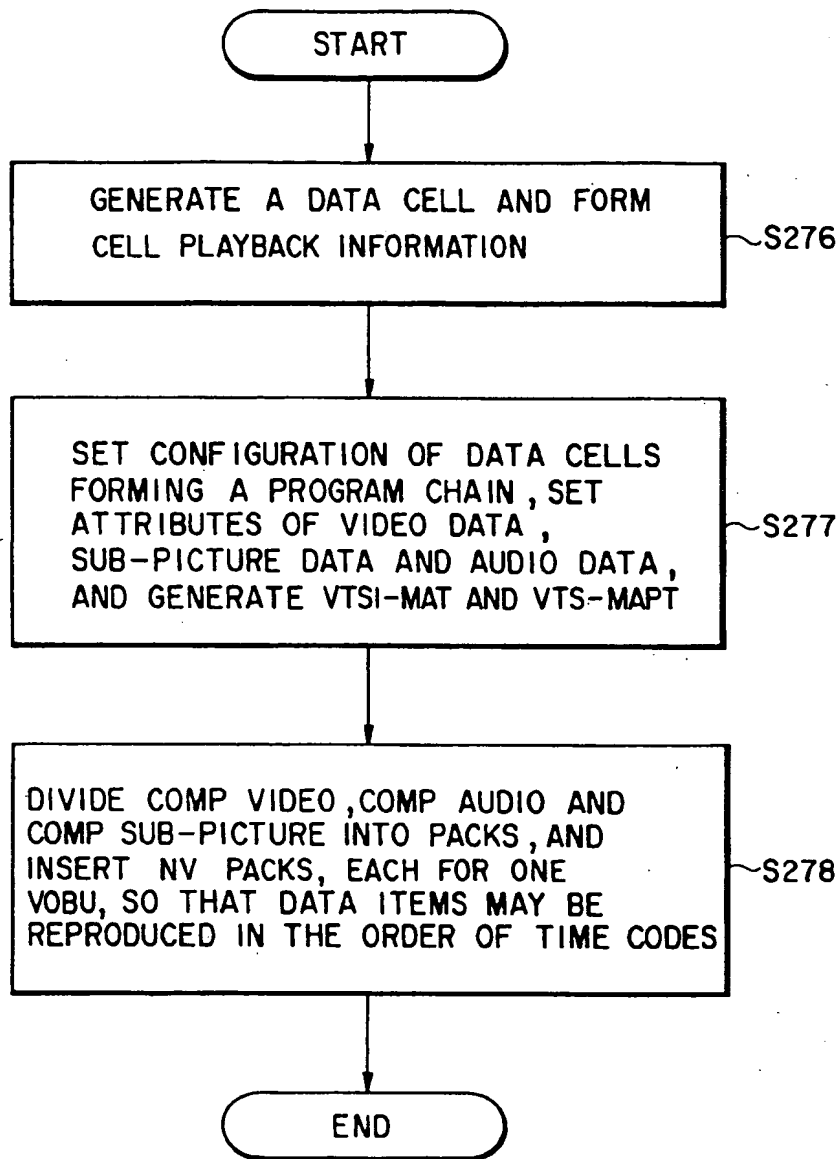 START
GENERATE A DATA CELL AND FORM
CELL PLAYBACK INFORMATION
S276
SET CONFIGURATION OF DATA CELLS
FORMING A PROGRAM CHAIN, SET
ATTRIBUTES OF VIDEO DATA,
SUB-PICTURE DATA AND AUDIO DATA,
AND GENERATE VTSI-MAT AND VTS-MAPT
S277
DIVIDE COMP VIDEO, COMP AUDIO AND
COMP SUB-PICTURE INTO PACKS, AND
INSERT NV PACKS, EACH FOR ONE
VOBU, SO THAT DATA ITEMS MAY BE
REPRODUCED IN THE ORDER OF TIME CODES
S278
END